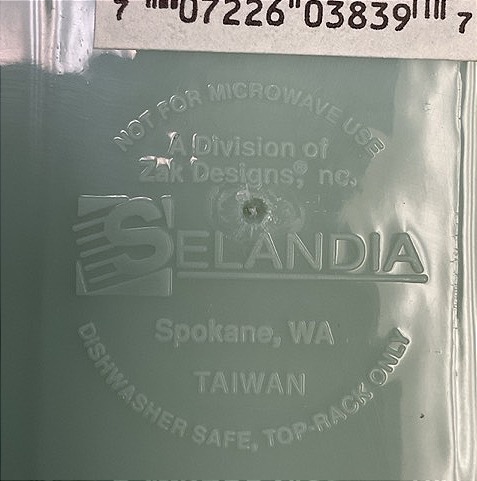 7 07226 03839 7
NOT FOR MICROWAVE USE
A Division of
Zak Designs,® nc.
SELANDIA
Spokane, WA
TAIWAN
DISHWASHER SAFE, TOP-RACK ONLY